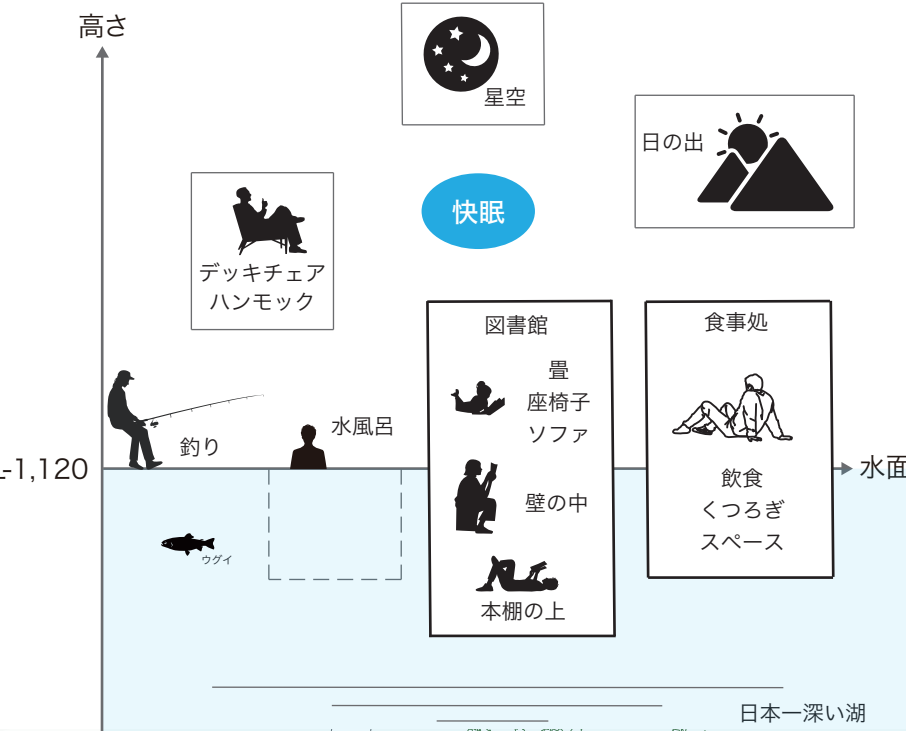 高さ
星空
日の出
快眠
デッキチェア
ハンモック
図書館
食事処
畳
座椅子
ソファ
水風呂
釣り
-1,120
水面
飲食
くつろぎ
スペース
壁の中
ウグイ
本棚の上
日本一深い湖